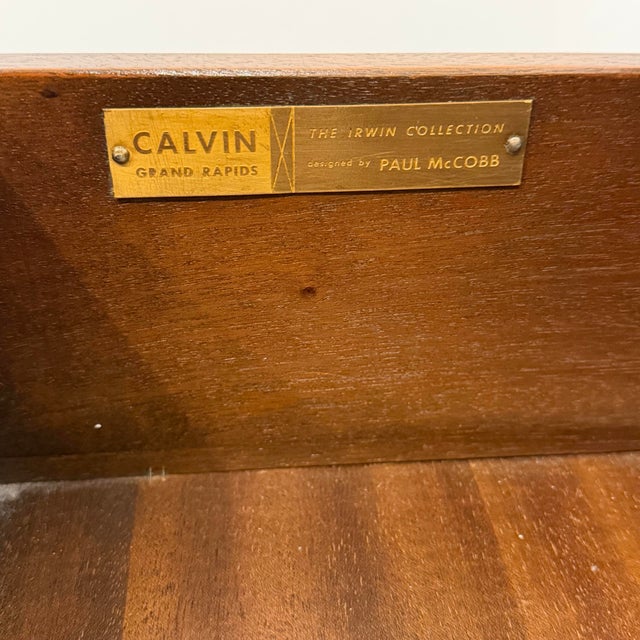 CALVIN
GRAND RAPIDS
THE IRWIN COLLECTION
designed by PAUL McCOBB